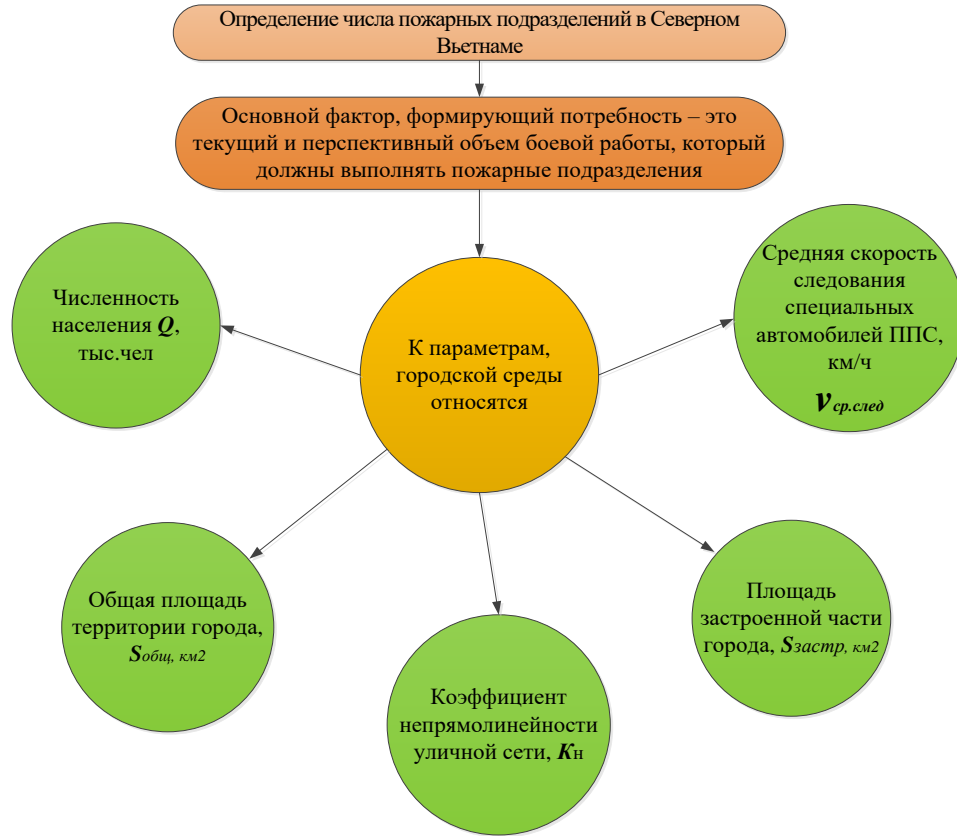 Определение числа пожарных подразделений в Северном
Вьетнаме
Основной фактор, формирующий потребность – это
текущий и перспективный объем боевой работы, который
должны выполнять пожарные подразделения
Численность
населения Q,
тыс.чел
К параметрам,
городской среды
относятся
Средняя скорость
следования
специальных
автомобилей ППС,
км/ч
v ср.след
Общая площадь
территории города,
Sобщ, км2
Коэффициент
непрямолинейности
уличной сети, Kн
Площадь
застроенной части
города, Sзастр, км2